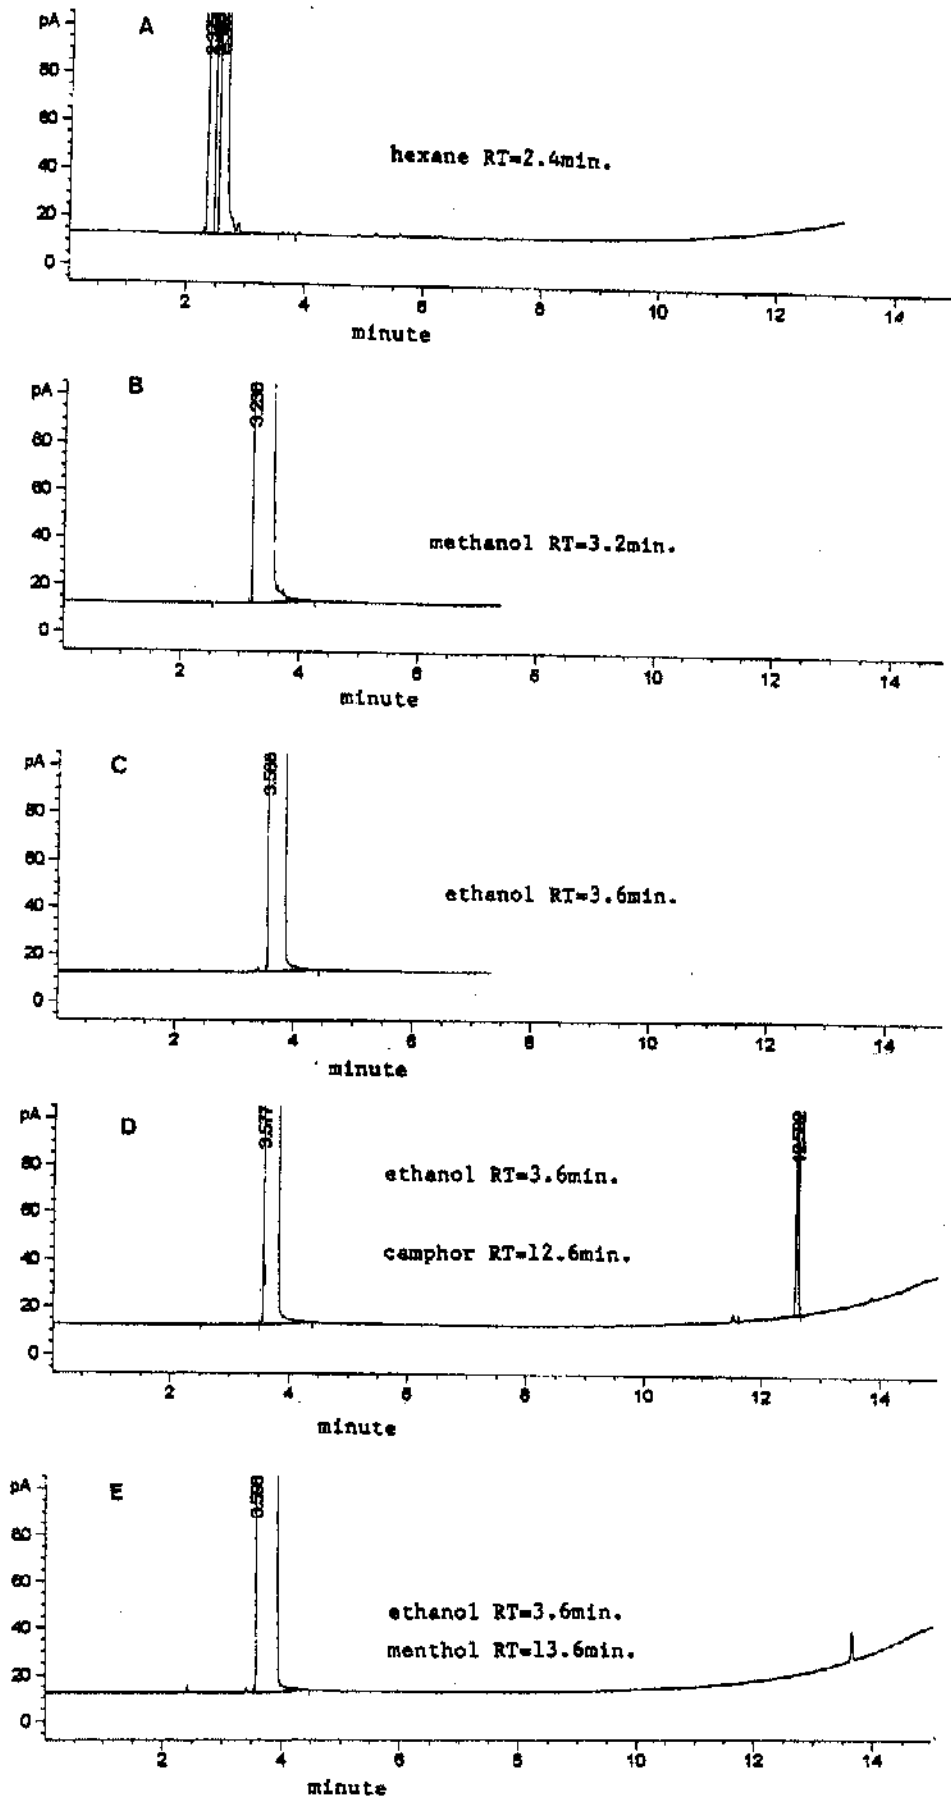 pA
A
80
60
40
20
0
hexane RT=2.4min.
2 4 6 8 10 12 14
minute
pA
B
3.236
80
60
40
20
0
methanol RT=3.2min.
2 4 6 8 10 12 14
minute
pA
C
80
60
40
20
0
ethanol RT=3.6min.
2 4 6 8 10 12 14
minute
pA
D
3.577
80
60
40
20
0
ethanol RT=3.6min.
camphor RT=12.6min.
2 4 6 8 10 12 14
minute
pA
E
80
60
40
20
0
ethanol RT=3.6min.
menthol RT=13.6min.
2 4 6 8 10 12 14
minute